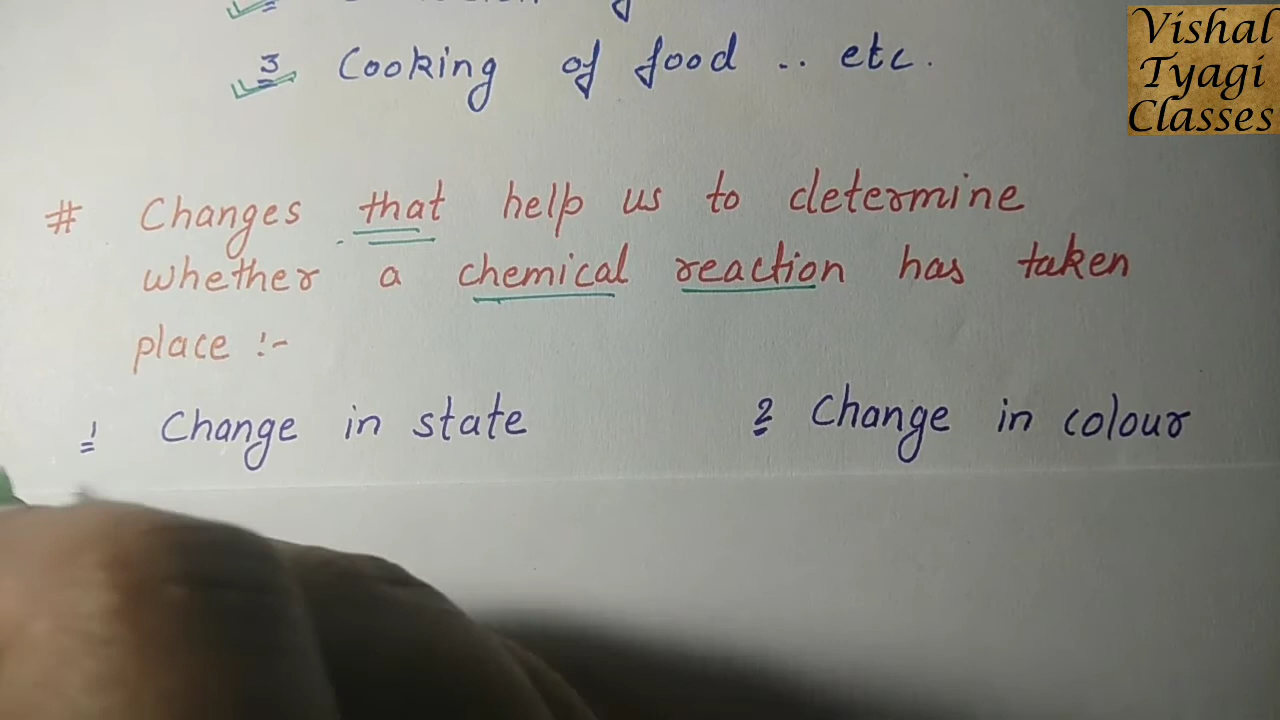 3 Cooking of food .. etc.
Vishal
Tyagi
Classes
# Changes that help us to determine
whether a chemical reaction has taken
place :-
1 Change in state 2 Change in colour